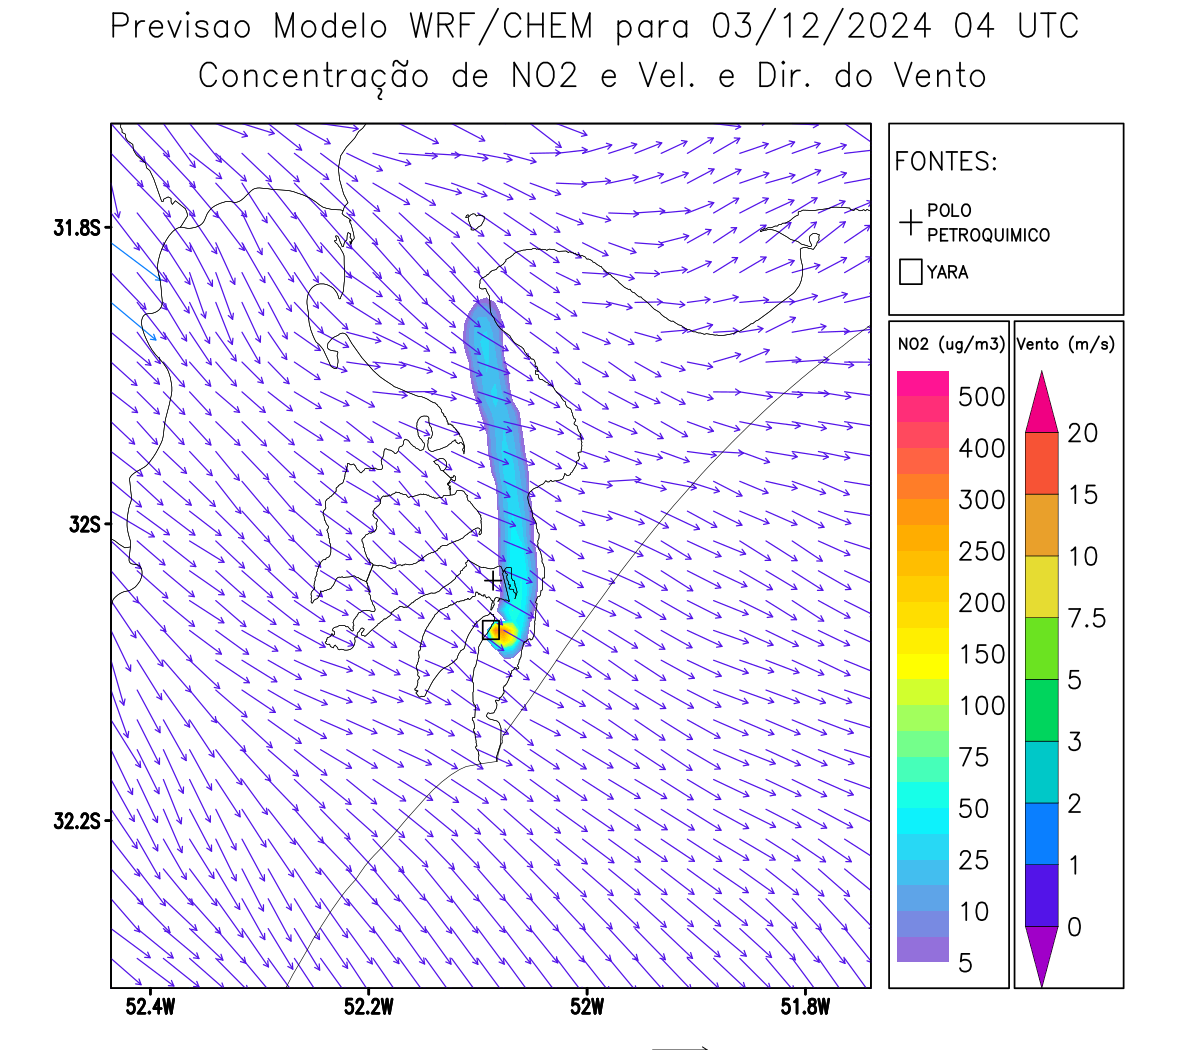 Previsao Modelo WRF/CHEM para 03/12/2024 04 UTC
Concentração de NO2 e Vel. e Dir. do Vento
FONTES:
POLO
PETROQUIMICO
YARA
NO2 (ug/m3)
500
400
300
250
200
150
100
75
50
25
10
5
Vento (m/s)
20
15
10
7.5
5
3
2
1
0
31.8S
32S
32.2S
52.4W
52.2W
52W
51.8W